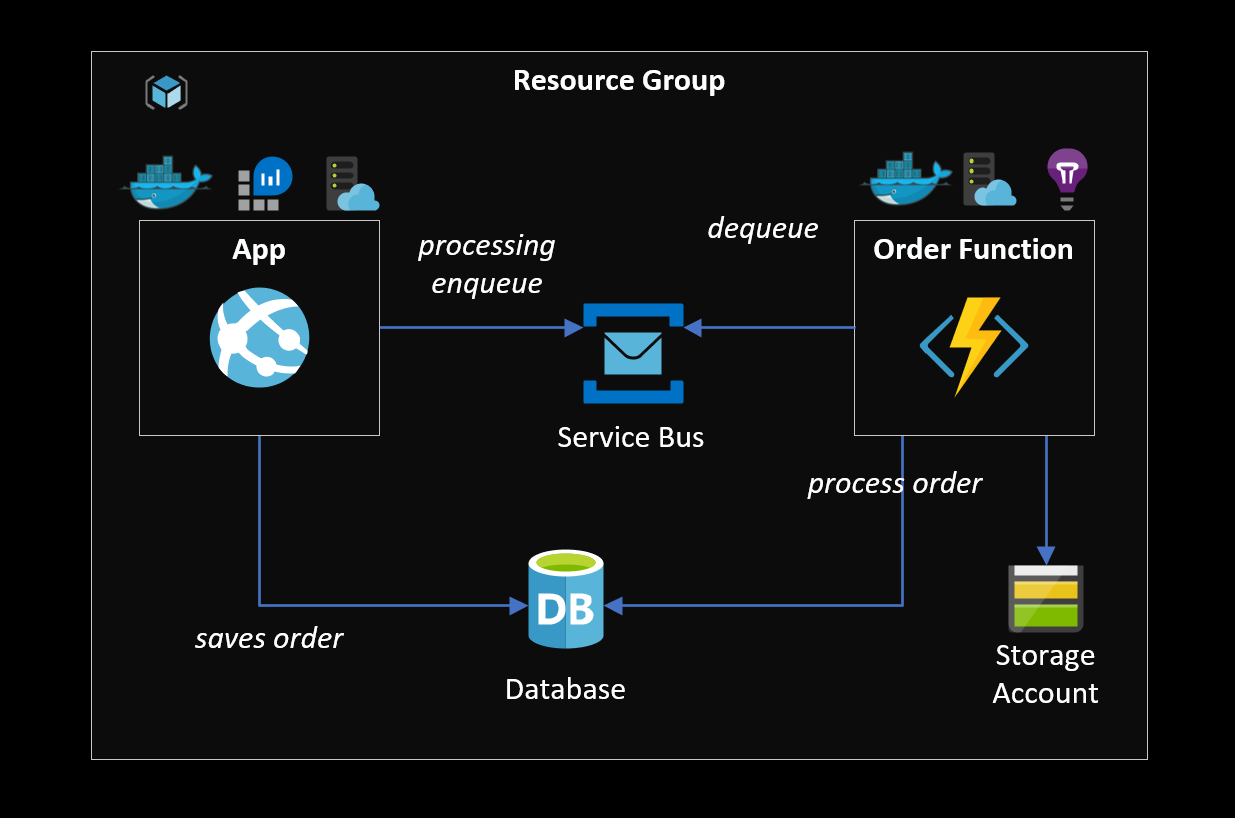 Resource Group
App
processing
enqueue
dequeue
Order Function
Service Bus
process order
saves order
DB
Database
Storage
Account